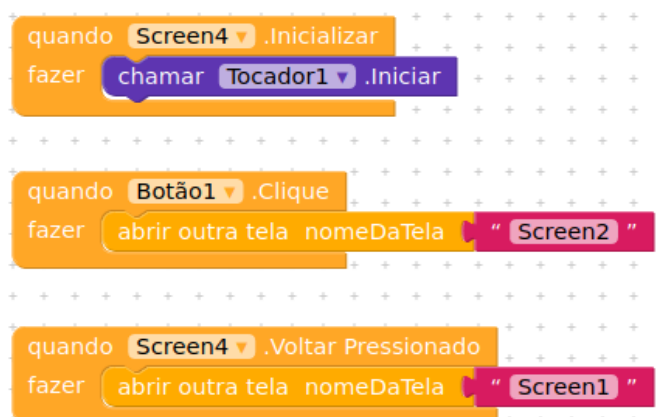 quando Screen4 .Inicializar
fazer chamar Tocador1 .Iniciar
quando Botão1 .Clique
fazer abrir outra tela nomeDaTela " Screen2 "
quando Screen4 .Voltar Pressionado
fazer abrir outra tela nomeDaTela " Screen1 "